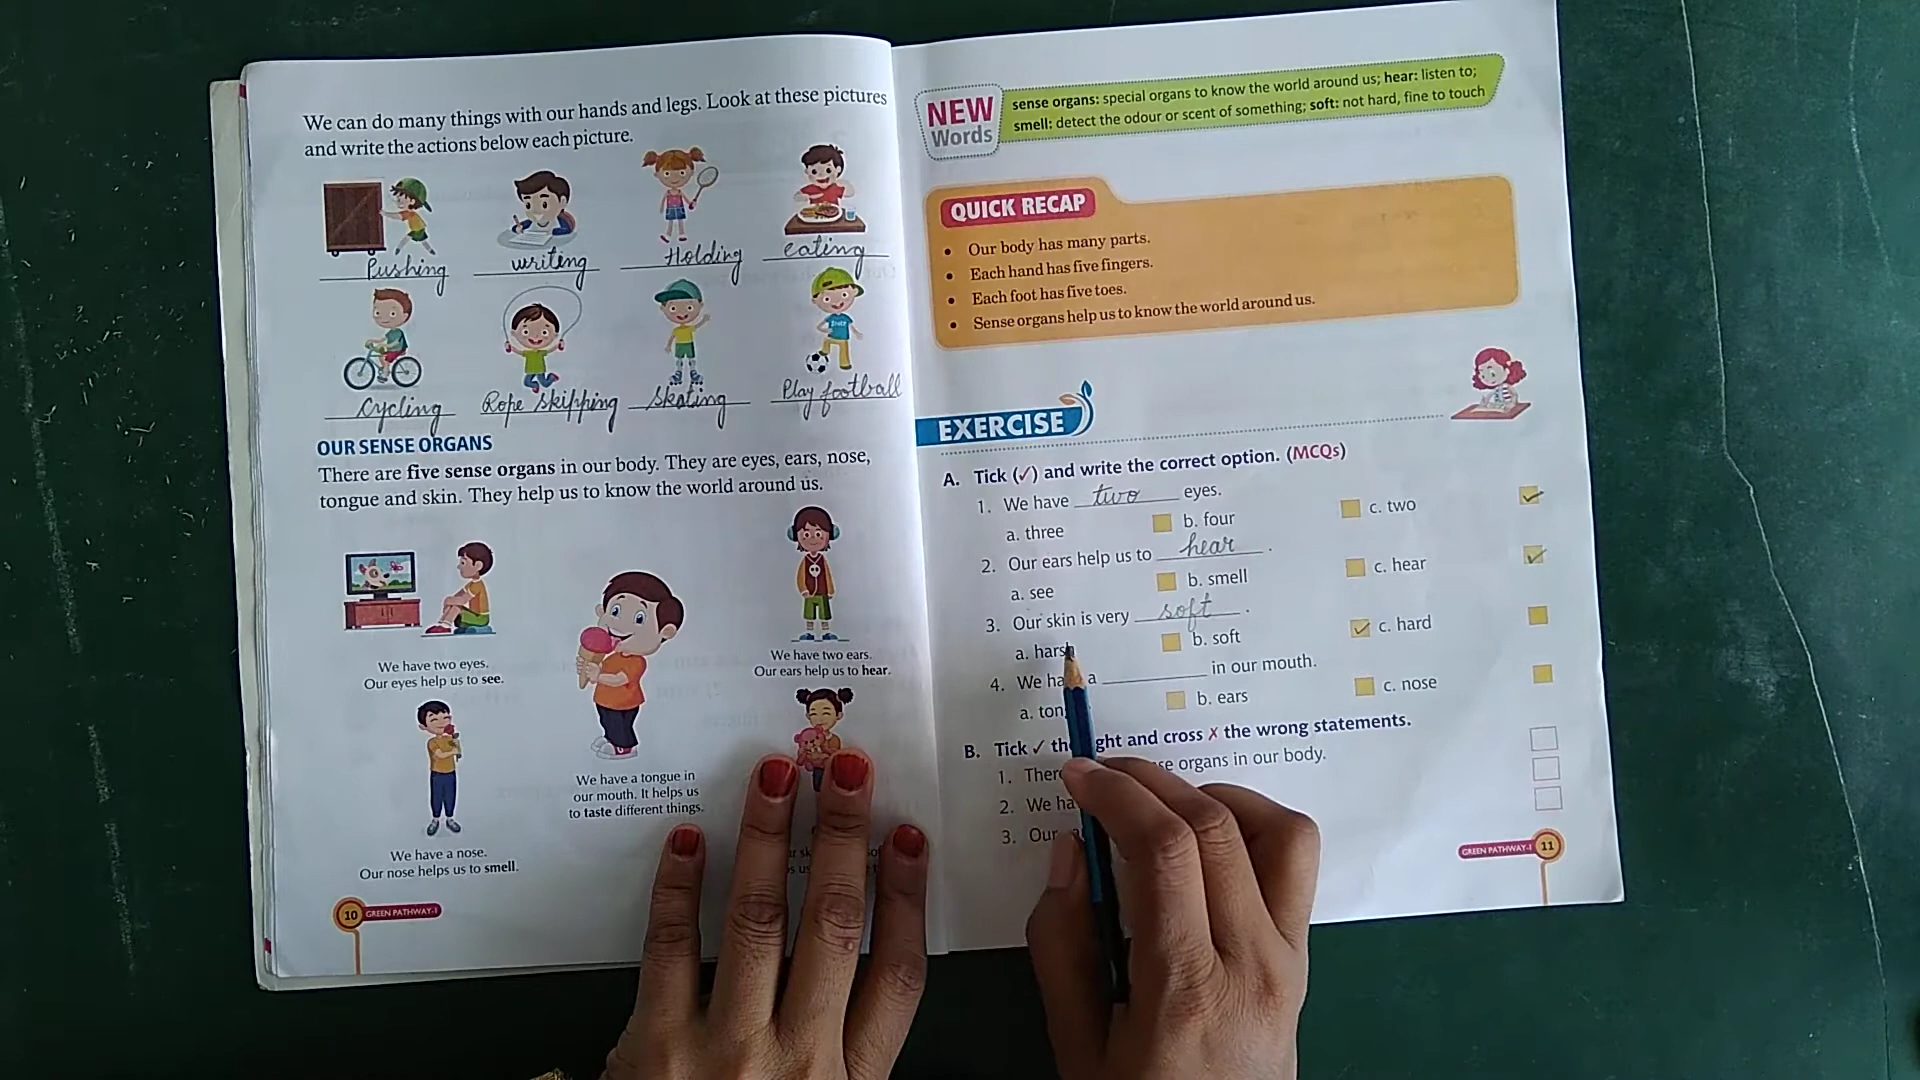 We can do many things with our hands and legs. Look at these pictures
and write the actions below each picture.
Pushing writing Holding eating
Cycling Rope skipping Skating Play football
OUR SENSE ORGANS
There are five sense organs in our body. They are eyes, ears, nose,
tongue and skin. They help us to know the world around us.
We have two eyes.
Our eyes help us to see.
We have two ears.
Our ears help us to hear.
We have a tongue in
our mouth. It helps us
to taste different things.
We have a nose.
Our nose helps us to smell.
10 GREEN PATHWAY-1
NEW
Words
sense organs: special organs to know the world around us; hear: listen to;
smell: detect the odour or scent of something; soft: not hard, fine to touch
QUICK RECAP
• Our body has many parts.
• Each hand has five fingers.
• Each foot has five toes.
• Sense organs help us to know the world around us.
EXERCISE
A. Tick (✓) and write the correct option. (MCQs)
1. We have two eyes.
a. three b. four c. two ✓
2. Our ears help us to hear.
a. see b. smell c. hear ✓
3. Our skin is very soft.
a. harsh b. soft ✓ c. hard
4. We a ________ in our mouth.
a. b. ears c. nose
B. Tick ✓ the and cross ✗ the wrong statements.
1. organs in our body.
2. We
3. Our
GREEN PATHWAY-1 11